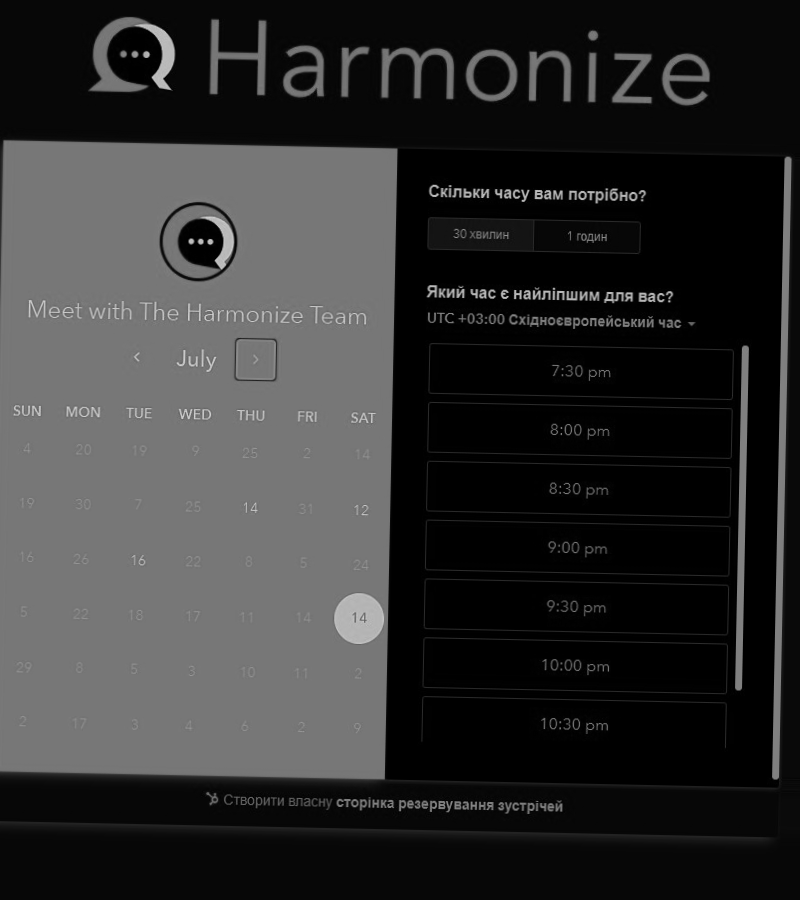 Harmonize
Meet with The Harmonize Team
July
SUN MON TUE WED THU FRI SAT
4 20 19 9 25 2 14
19 30 7 25 14 31 12
16 26 16 22 8 5 24
5 22 18 17 11 14 14
29 8 5 3 10 11 2
2 17 3 4 6 2 9
Скільки часу вам потрібно?
30 хвилин 1 годин
Який час є найліпшим для вас?
UTC +03:00 Східноєвропейський час
7:30 pm
8:00 pm
8:30 pm
9:00 pm
9:30 pm
10:00 pm
10:30 pm
Створити власну сторінка резервування зустрічей